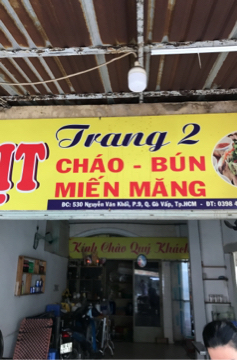 Trang 2
ỊT
CHÁO - BÚN
MIẾN MĂNG
ĐC: 530 Nguyễn Văn Khối, P.9, Q. Gò Vấp, Tp.HCM - ĐT: 0398
Kính Chào Quý Khách